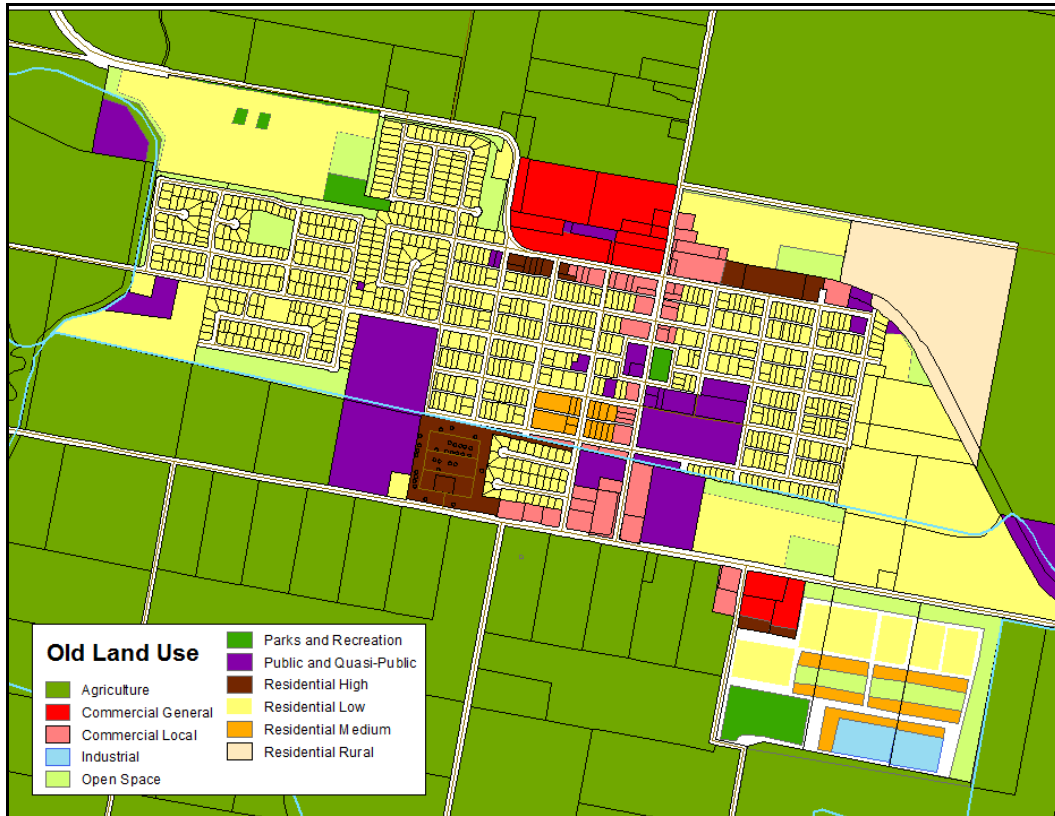 Old Land Use
Agriculture
Commercial General
Commercial Local
Industrial
Open Space
Parks and Recreation
Public and Quasi-Public
Residential High
Residential Low
Residential Medium
Residential Rural